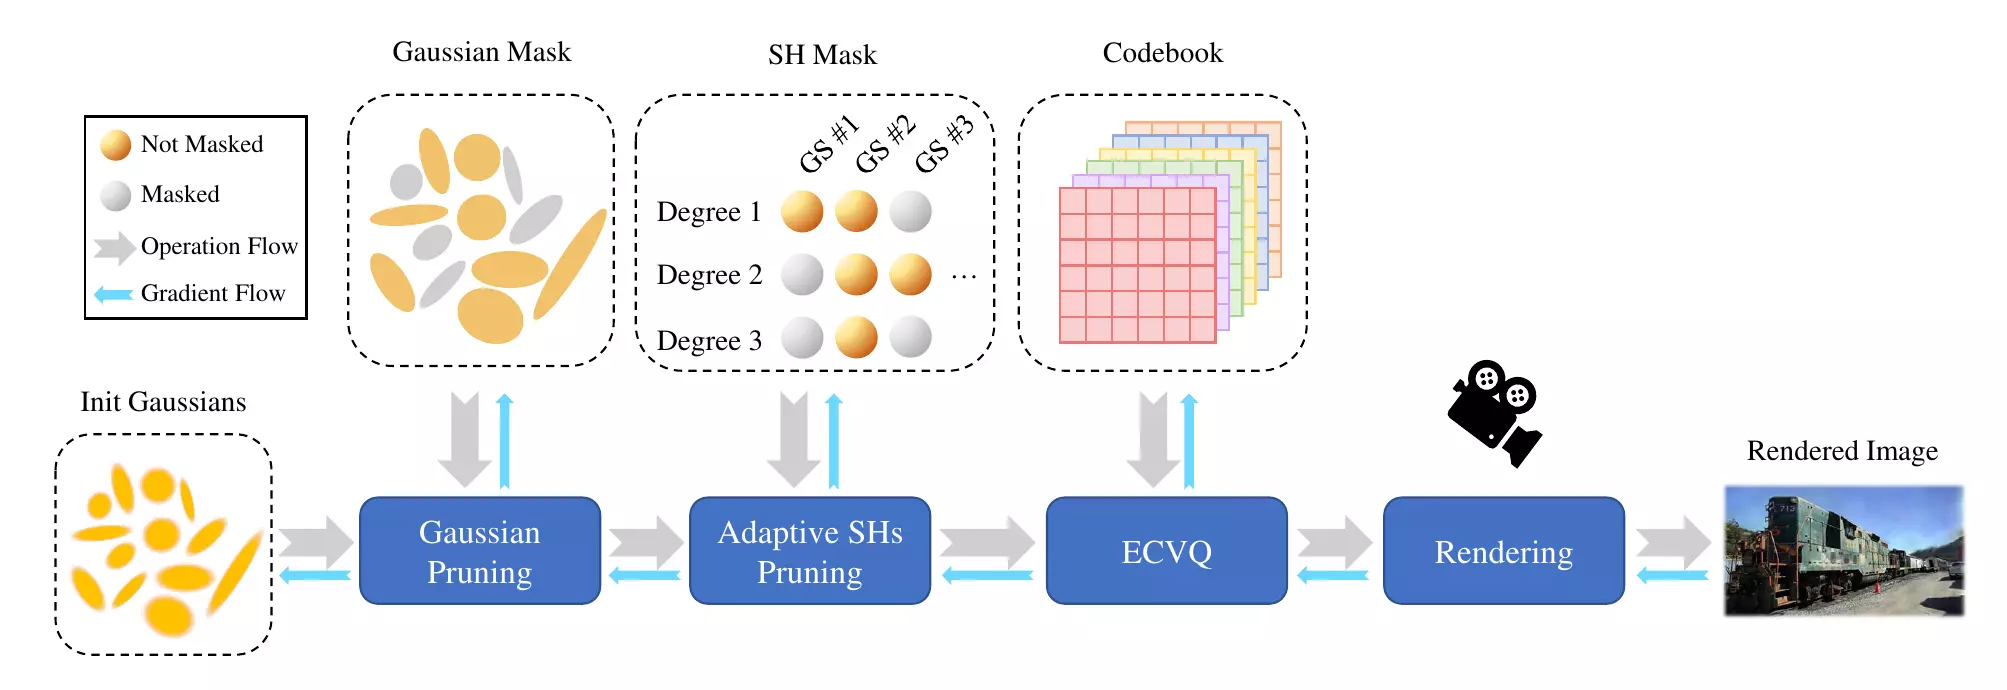 Gaussian Mask
SH Mask
Codebook
Not Masked
Masked
Operation Flow
Gradient Flow
GS #1
GS #2
GS #3
Degree 1
Degree 2
...
Degree 3
Init Gaussians
Rendered Image
Gaussian
Pruning
Adaptive SHs
Pruning
ECVQ
Rendering
713